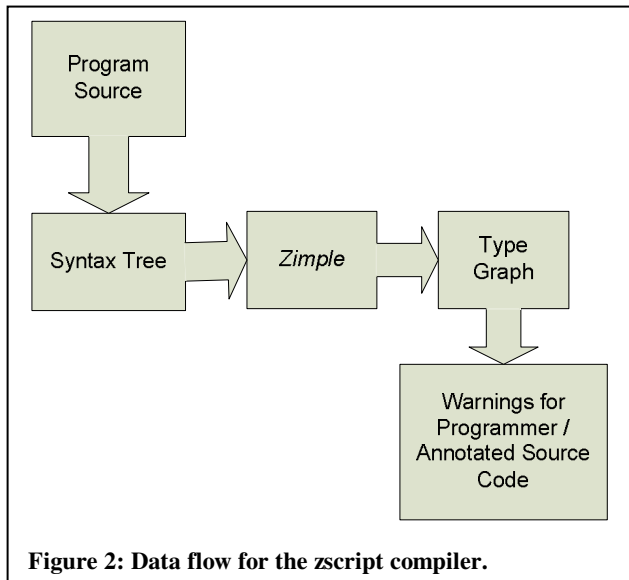 Program
Source
Syntax Tree
Zimple
Type
Graph
Warnings for
Programmer /
Annotated Source
Code
Figure 2: Data flow for the zscript compiler.